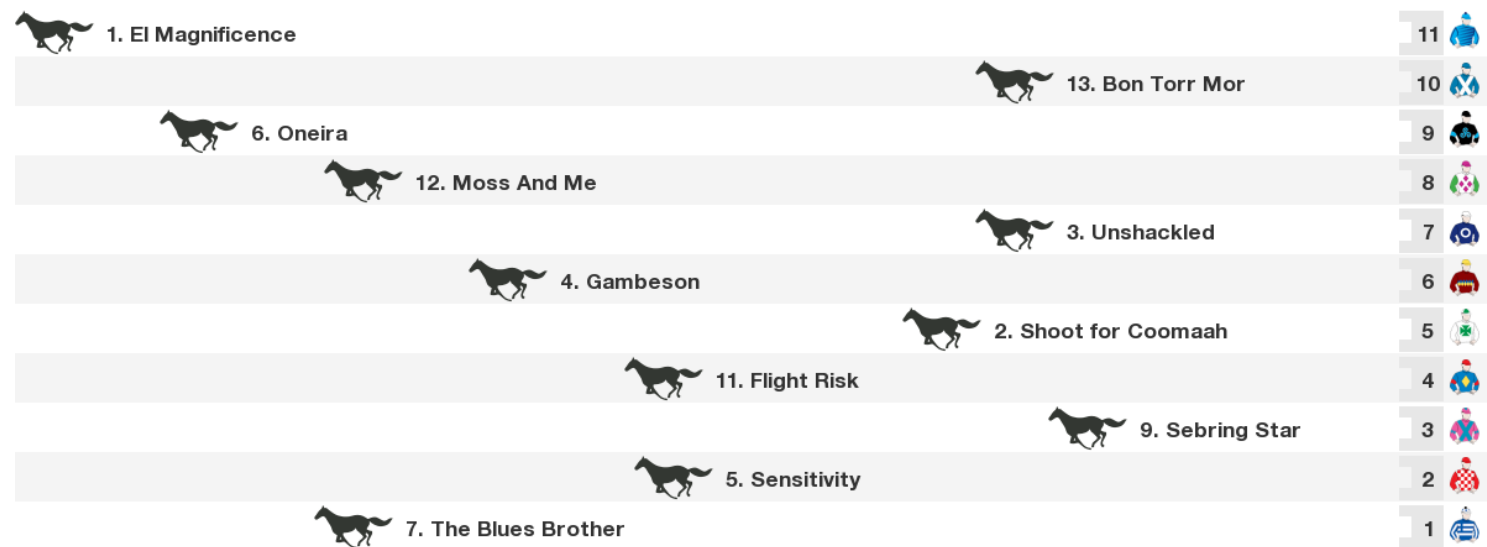 1. El Magnificence 11
13. Bon Torr Mor 10
6. Oneira 9
12. Moss And Me 8
3. Unshackled 7
4. Gambeson 6
2. Shoot for Coomaah 5
11. Flight Risk 4
9. Sebring Star 3
5. Sensitivity 2
7. The Blues Brother 1